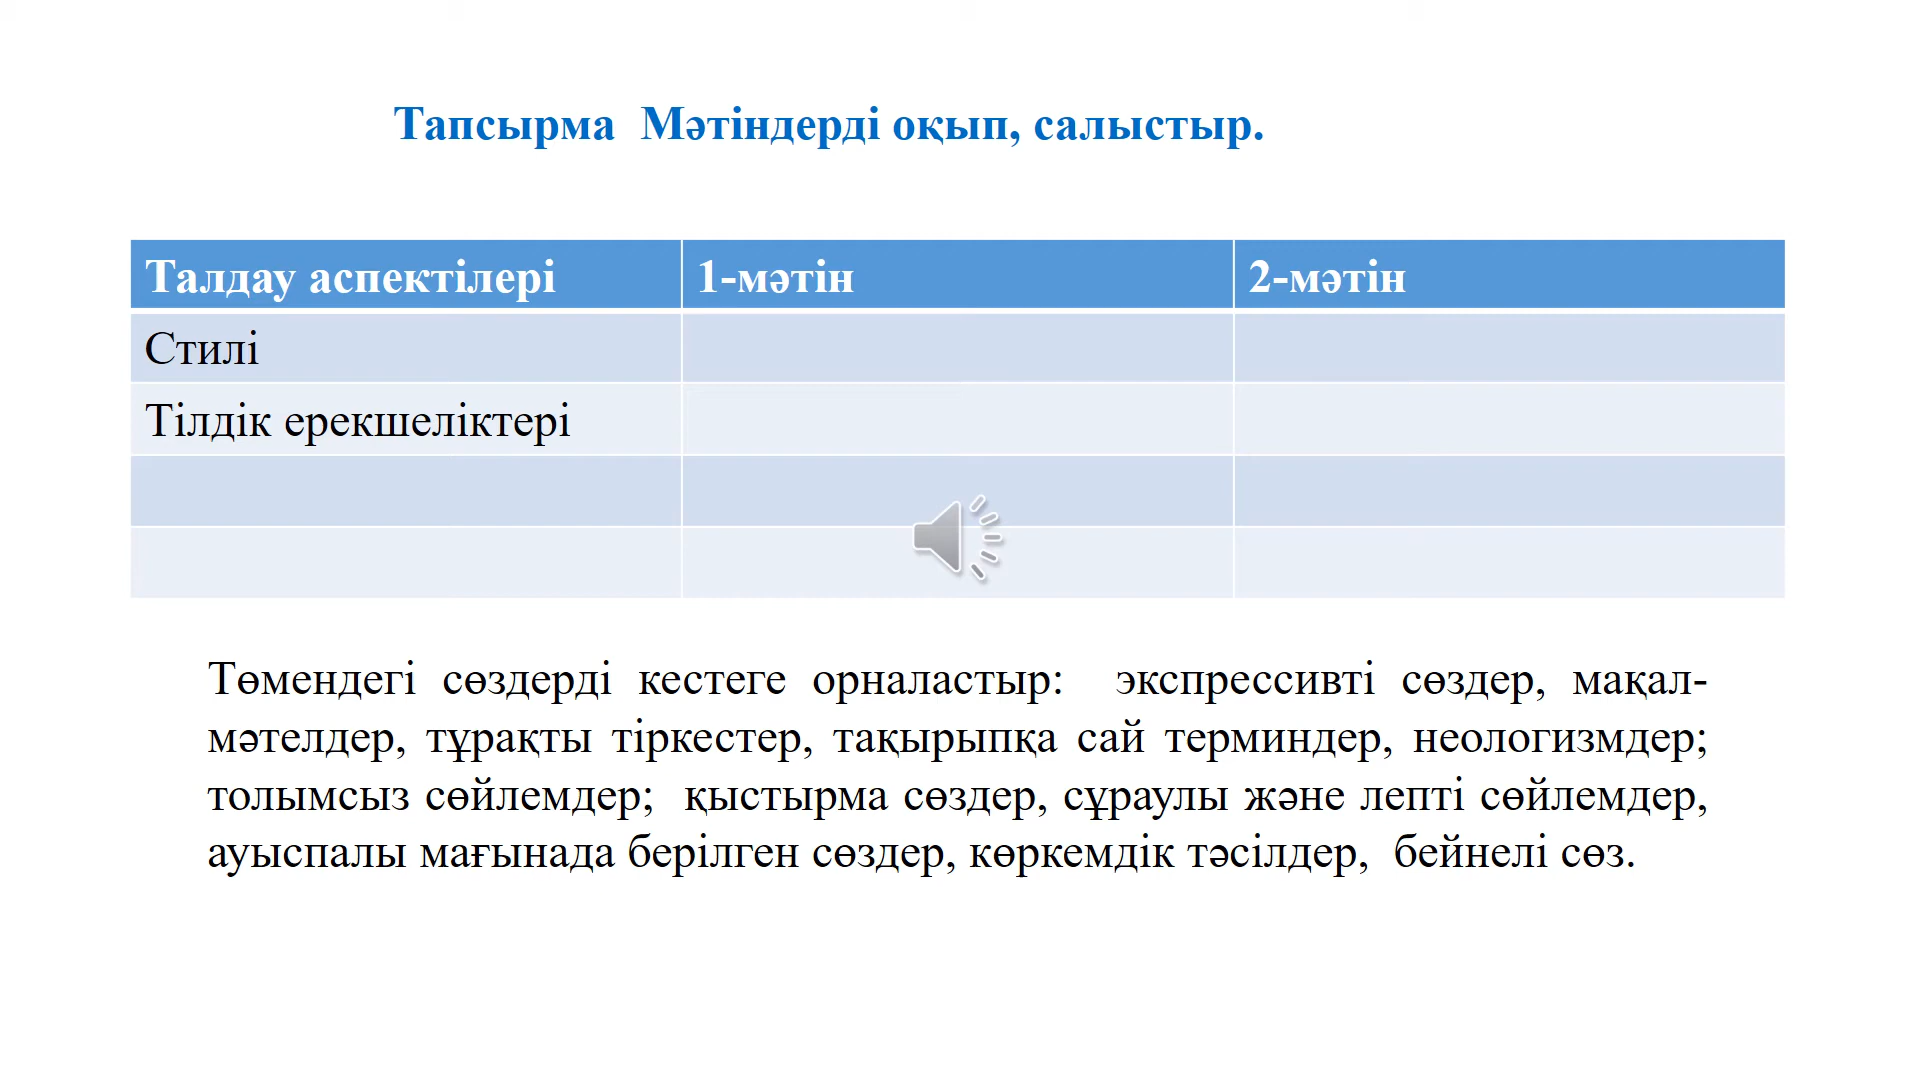 Тапсырма Мәтіндерді оқып, салыстыр.
Талдау аспектілері 1-мәтін 2-мәтін
Стилі
Тілдік ерекшеліктері
Төмендегі сөздерді кестеге орналастыр: экспрессивті сөздер, мақал-
мәтелдер, тұрақты тіркестер, тақырыпқа сай терминдер, неологизмдер;
толымсыз сөйлемдер; қыстырма сөздер, сұраулы және лепті сөйлемдер,
ауыспалы мағынада берілген сөздер, көркемдік тәсілдер, бейнелі сөз.